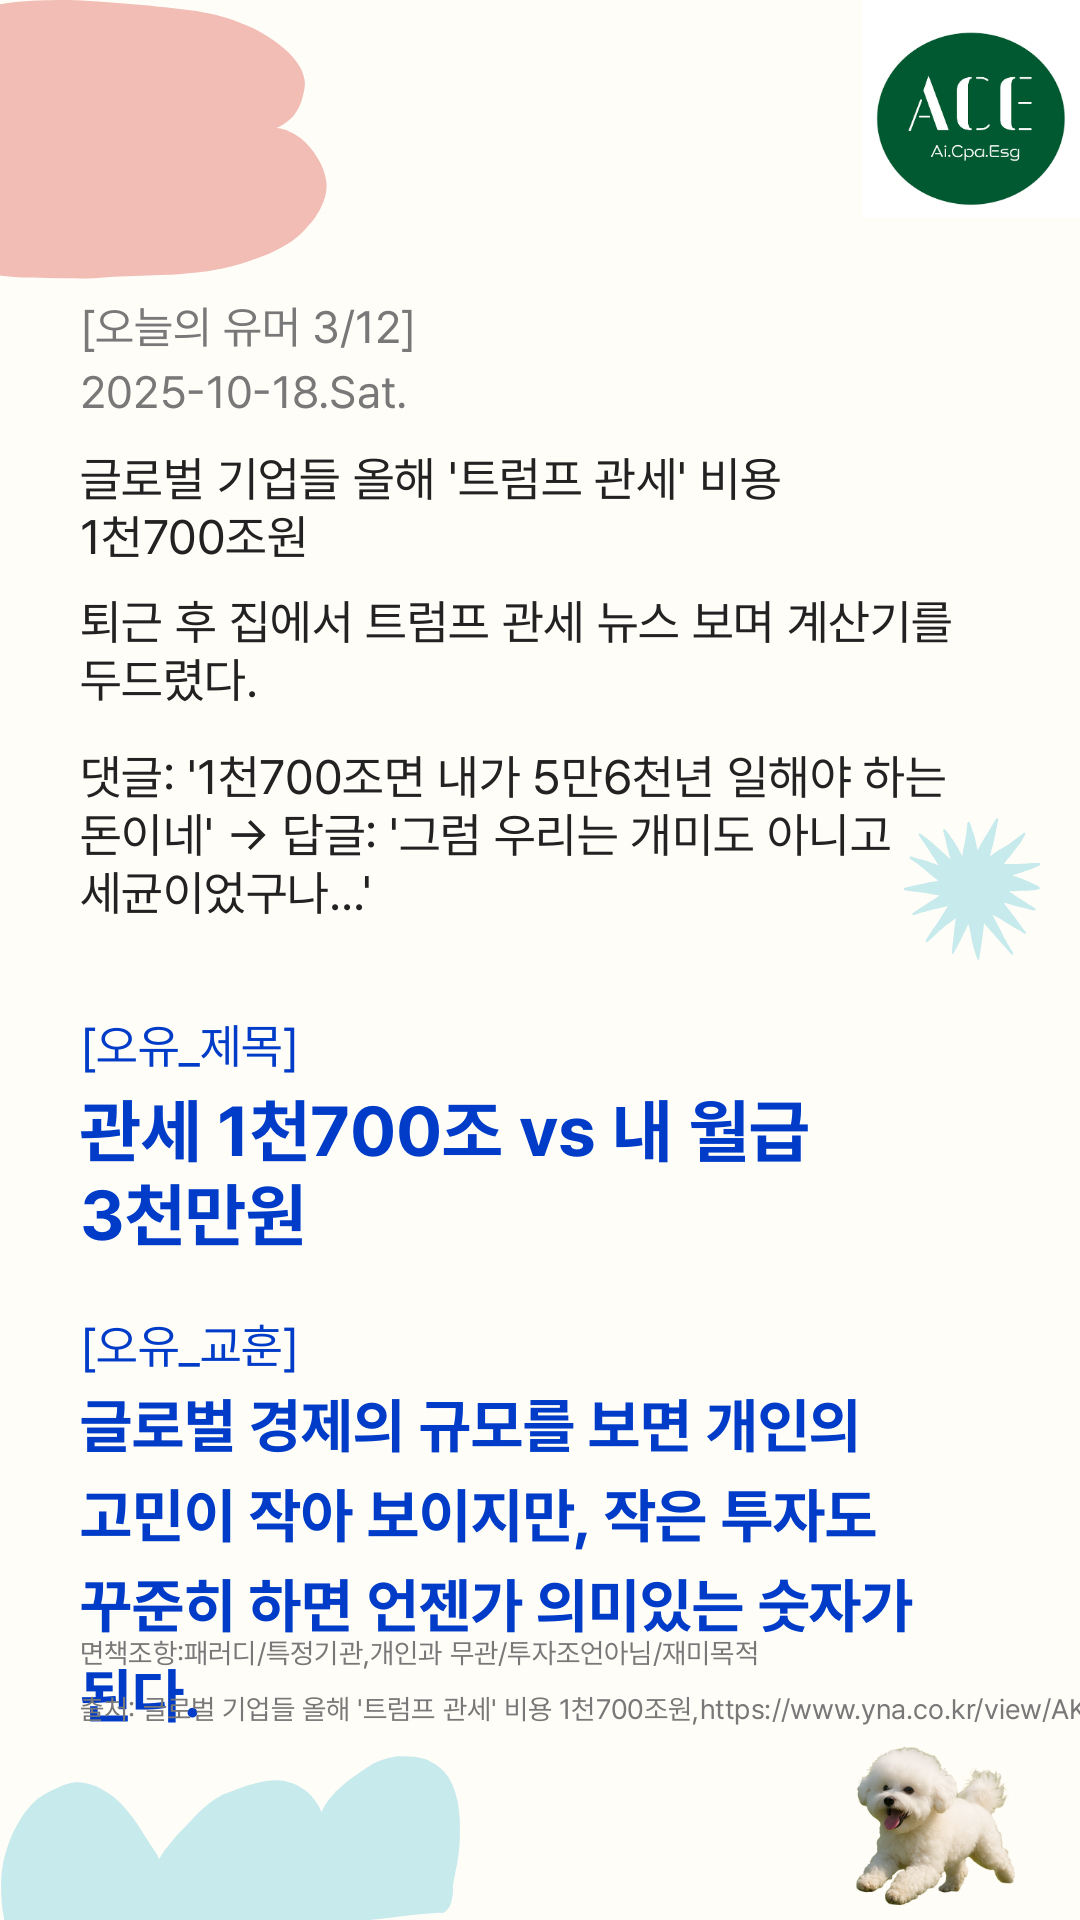 ACE
Ai.Cpa.Esg
[오늘의 유머 3/12]
2025-10-18.Sat.
글로벌 기업들 올해 '트럼프 관세' 비용
1천700조원
퇴근 후 집에서 트럼프 관세 뉴스 보며 계산기를
두드렸다.
댓글: '1천700조면 내가 5만6천년 일해야 하는
돈이네' → 답글: '그럼 우리는 개미도 아니고
세균이었구나...'
[오유_제목]
관세 1천700조 vs 내 월급
3천만원
[오유_교훈]
글로벌 경제의 규모를 보면 개인의
고민이 작아 보이지만, 작은 투자도
꾸준히 하면 언젠가 의미있는 숫자가
면책조항:패러디/특정기관,개인과 무관/투자조언아님/재미목적
된다.
출처: 글로벌 기업들 올해 '트럼프 관세' 비용 1천700조원,https://www.yna.co.kr/view/AK